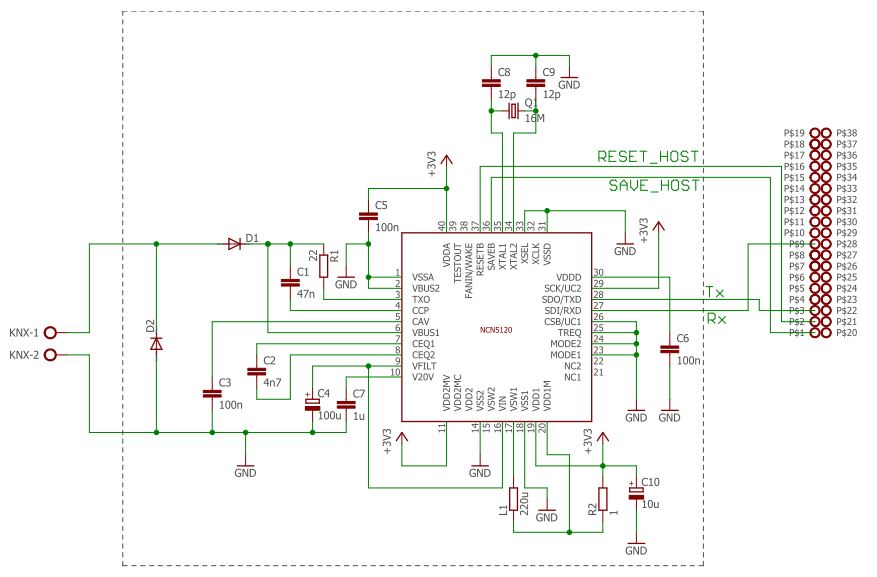 C8
C9
12p
12p
GND
Q1
16M
P$19 P$38
P$18 P$37
P$17 P$36
RESET_HOST
P$16 P$35
SAVE_HOST
P$15 P$34
P$14 P$33
P$13 P$32
P$12 P$31
P$11 P$30
P$10 P$29
P$9 P$28
P$8 P$27
P$7 P$26
P$6 P$25
P$5 P$24
P$4 P$23
P$3 P$22
P$2 P$21
P$1 P$20
+3V3
C5
100n
40
39
38
37
36
35
34
33
32
31
VDDA
TESTOUT
FANIN/WAKE
RESETB
SAVEB
XTAL1
XTAL2
XSEL
XCLK
VSSD
GND
+3V3
D1
C1
47n
22
R1
GND
1 VSSA
2 VBUS2
3 TXO
4 CCP
5 CAV
6 VBUS1
7 CEQ1
8 CEQ2
9 VFILT
10 V20V
NCN5120
VDDD 30
SCK/UC2 29
SDO/TXD 28
SDI/RXD 27
CSB/UC1 26
TREQ 25
MODE2 24
MODE1 23
NC2 22
NC1 21
Tx
Rx
KNX-1
KNX-2
D2
C3
100n
C2
4n7
C4
+
100u
C7
1u
C6
100n
GND
GND
GND
VDD2MV
VDD2MC
VDD2
VSS2
VSW2
VIN
VSW1
VSS1
VDD1
VDD1M
11
14
15
16
17
18
19
20
+3V3
GND
L1
220u
GND
+3V3
R2
1
C10
+
10u
GND